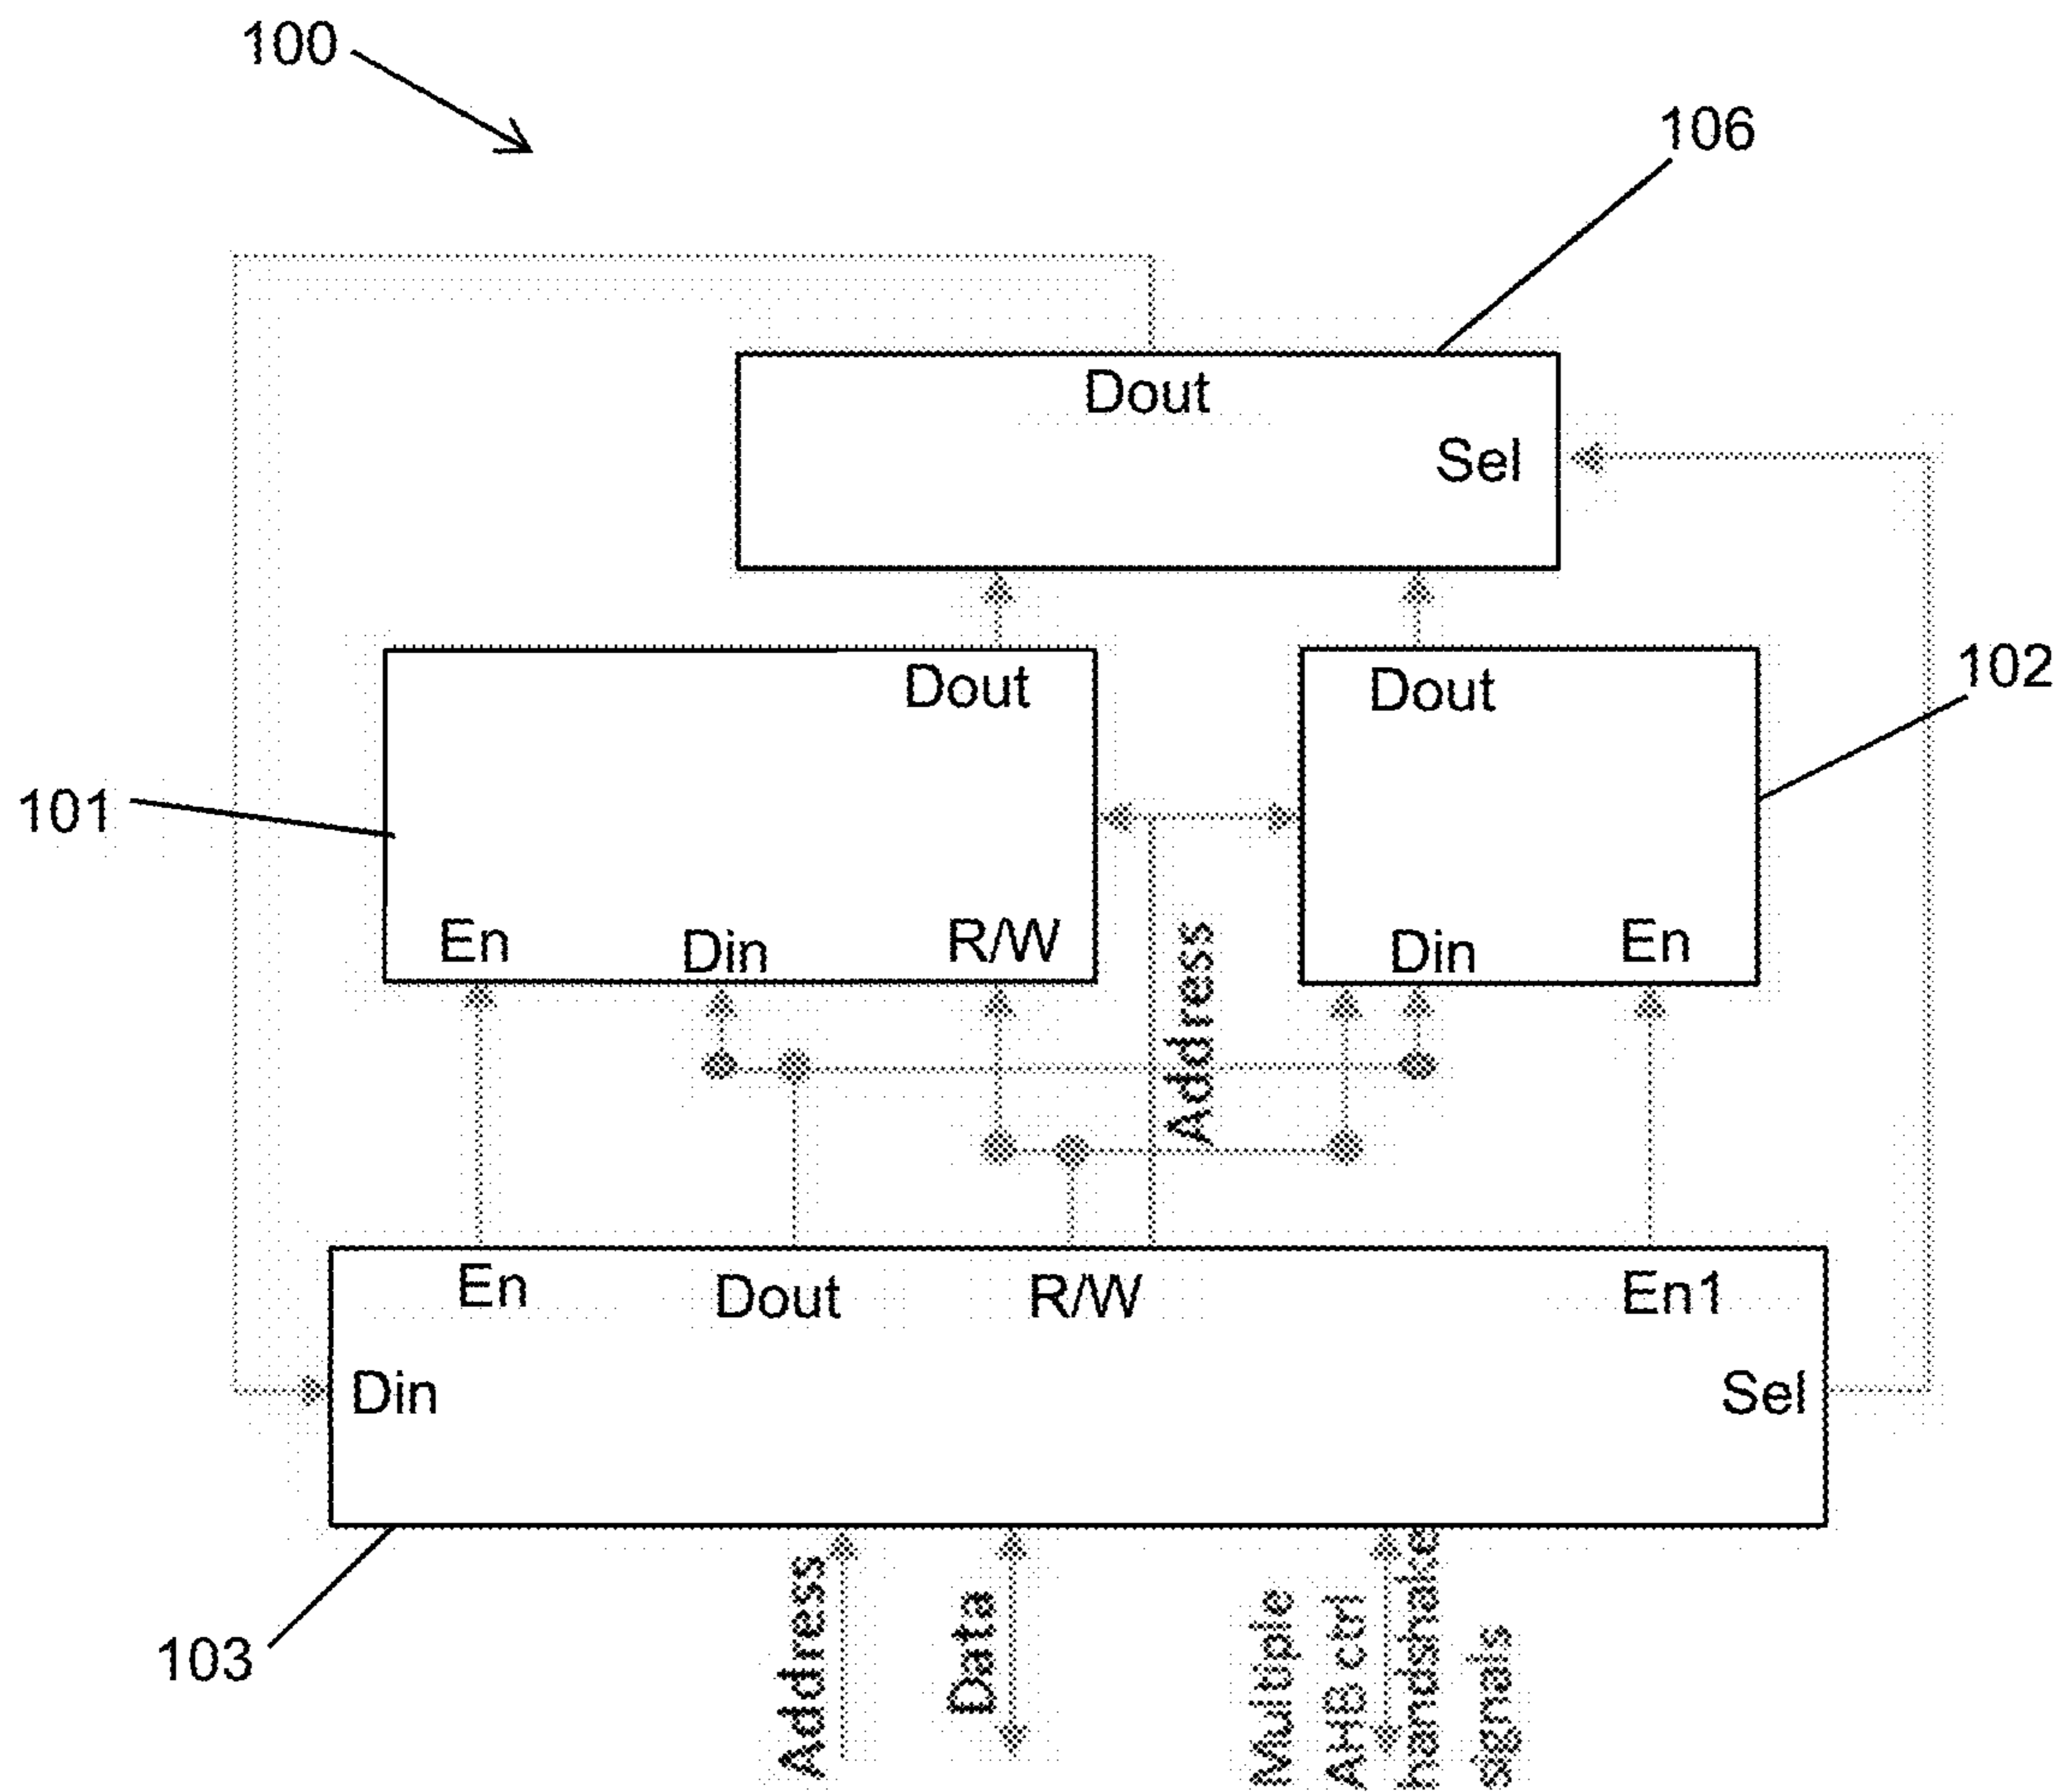 100
106
Dout
Sel
Dout
Dout
102
101
En
Din
R/W
Din
En
Address
En
Dout
R/W
En1
Din
Sel
103
Address
Data
Multiple
AHB ctrl
handshake
signals